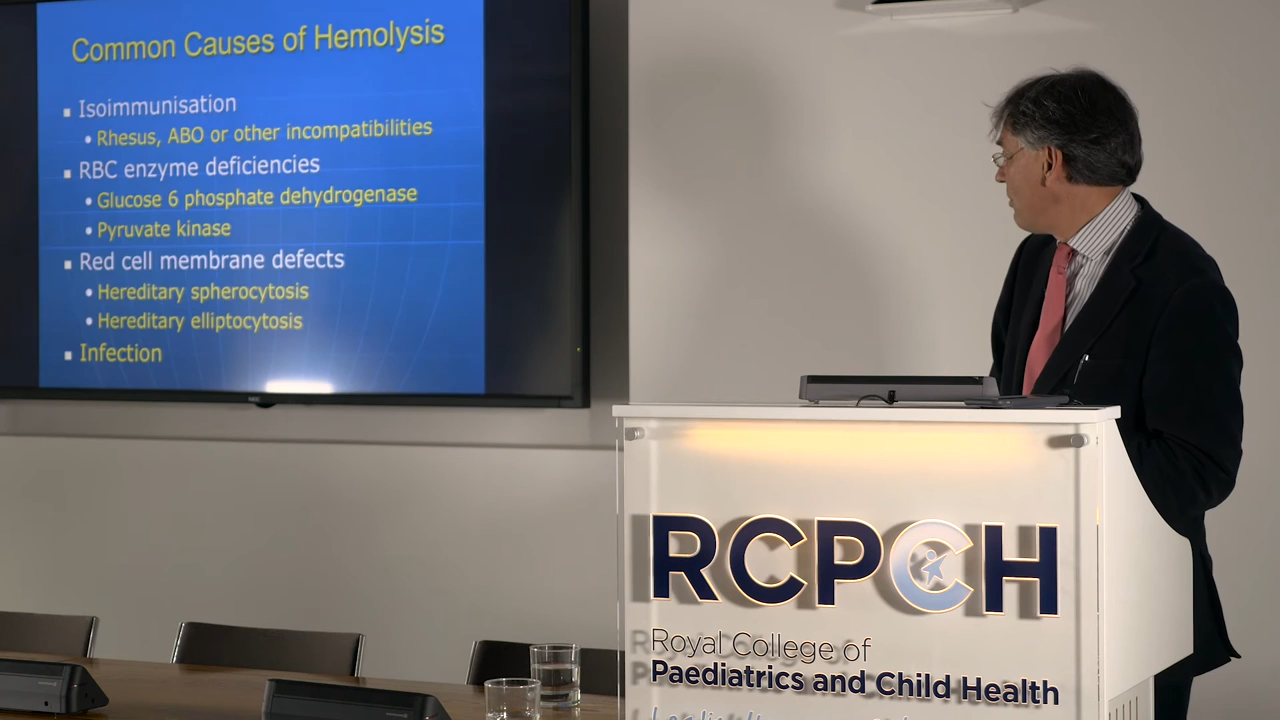 Common Causes of Hemolysis
Isoimmunisation
Rhesus, ABO or other incompatibilities
RBC enzyme deficiencies
Glucose 6 phosphate dehydrogenase
Pyruvate kinase
Red cell membrane defects
Hereditary spherocytosis
Hereditary elliptocytosis
Infection
RCPCH
Royal College of
Paediatrics and Child Health